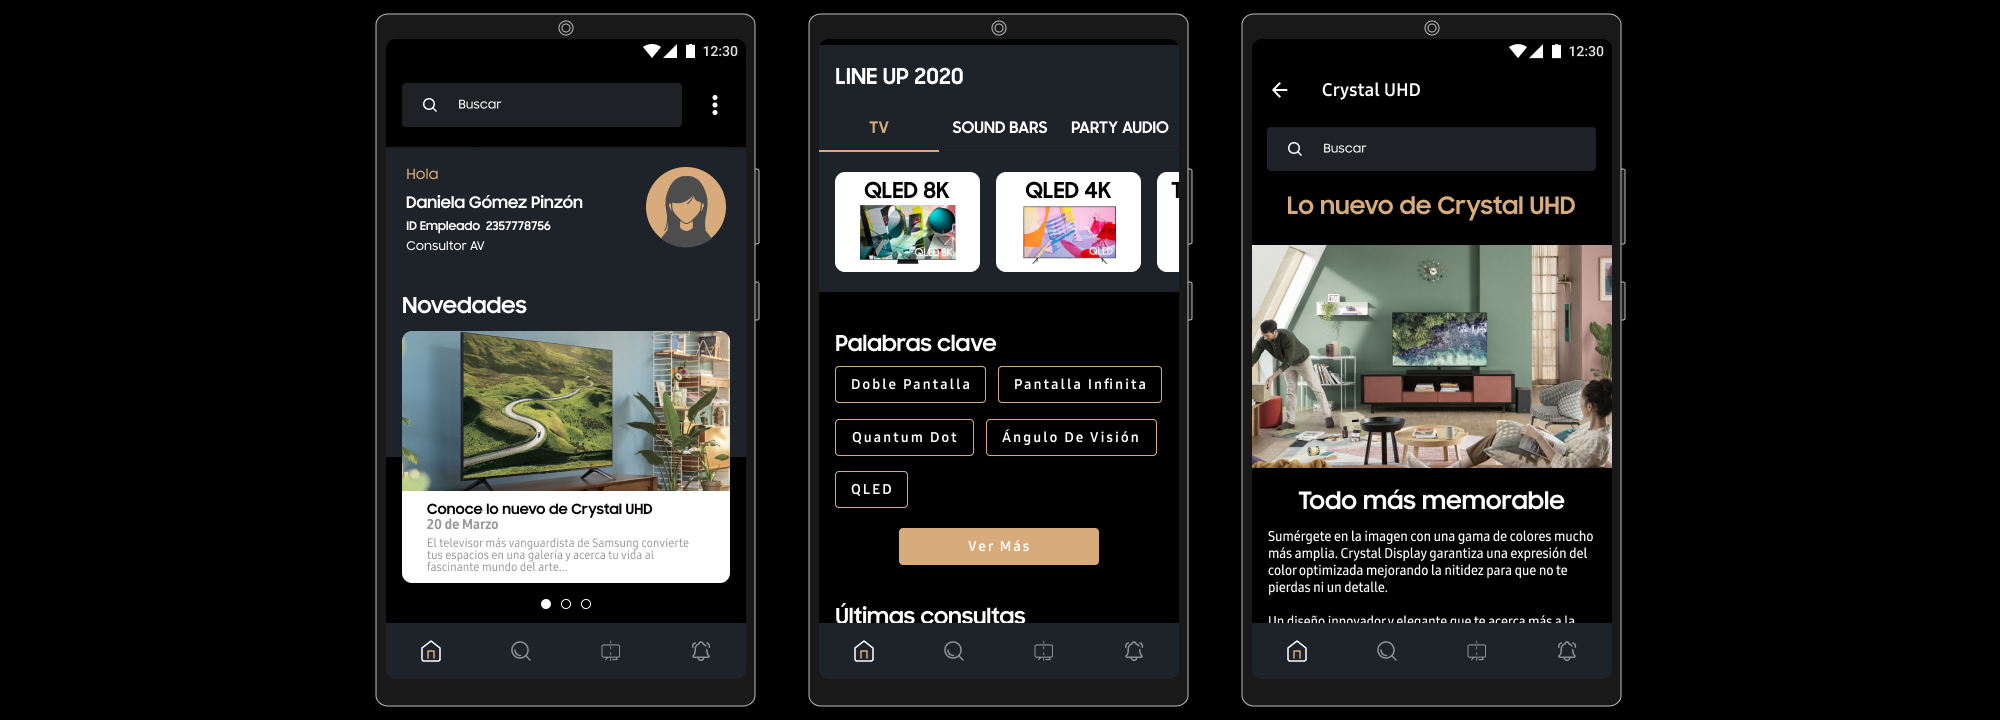 12:30
Buscar
Hola
Daniela Gómez Pinzón
ID Empleado 2357778756
Consultor AV
Novedades
Conoce lo nuevo de Crystal UHD
20 de Marzo
El televisor más vanguardista de Samsung convierte
tus espacios en una galería y acerca tu vida al
fascinante mundo del arte...
LINE UP 2020
TV SOUND BARS PARTY AUDIO
QLED 8K QLED 4K T
QLED 8K QLED
Palabras clave
Doble Pantalla Pantalla Infinita
Quantum Dot Ángulo De Visión
QLED
Ver Más
Últimas consultas
12:30
Crystal UHD
Buscar
Lo nuevo de Crystal UHD
Todo más memorable
Sumérgete en la imagen con una gama de colores mucho
más amplia. Crystal Display garantiza una expresión del
color optimizada mejorando la nitidez para que no te
pierdas ni un detalle.
Un diseño innovador y elegante que te acerca más a la